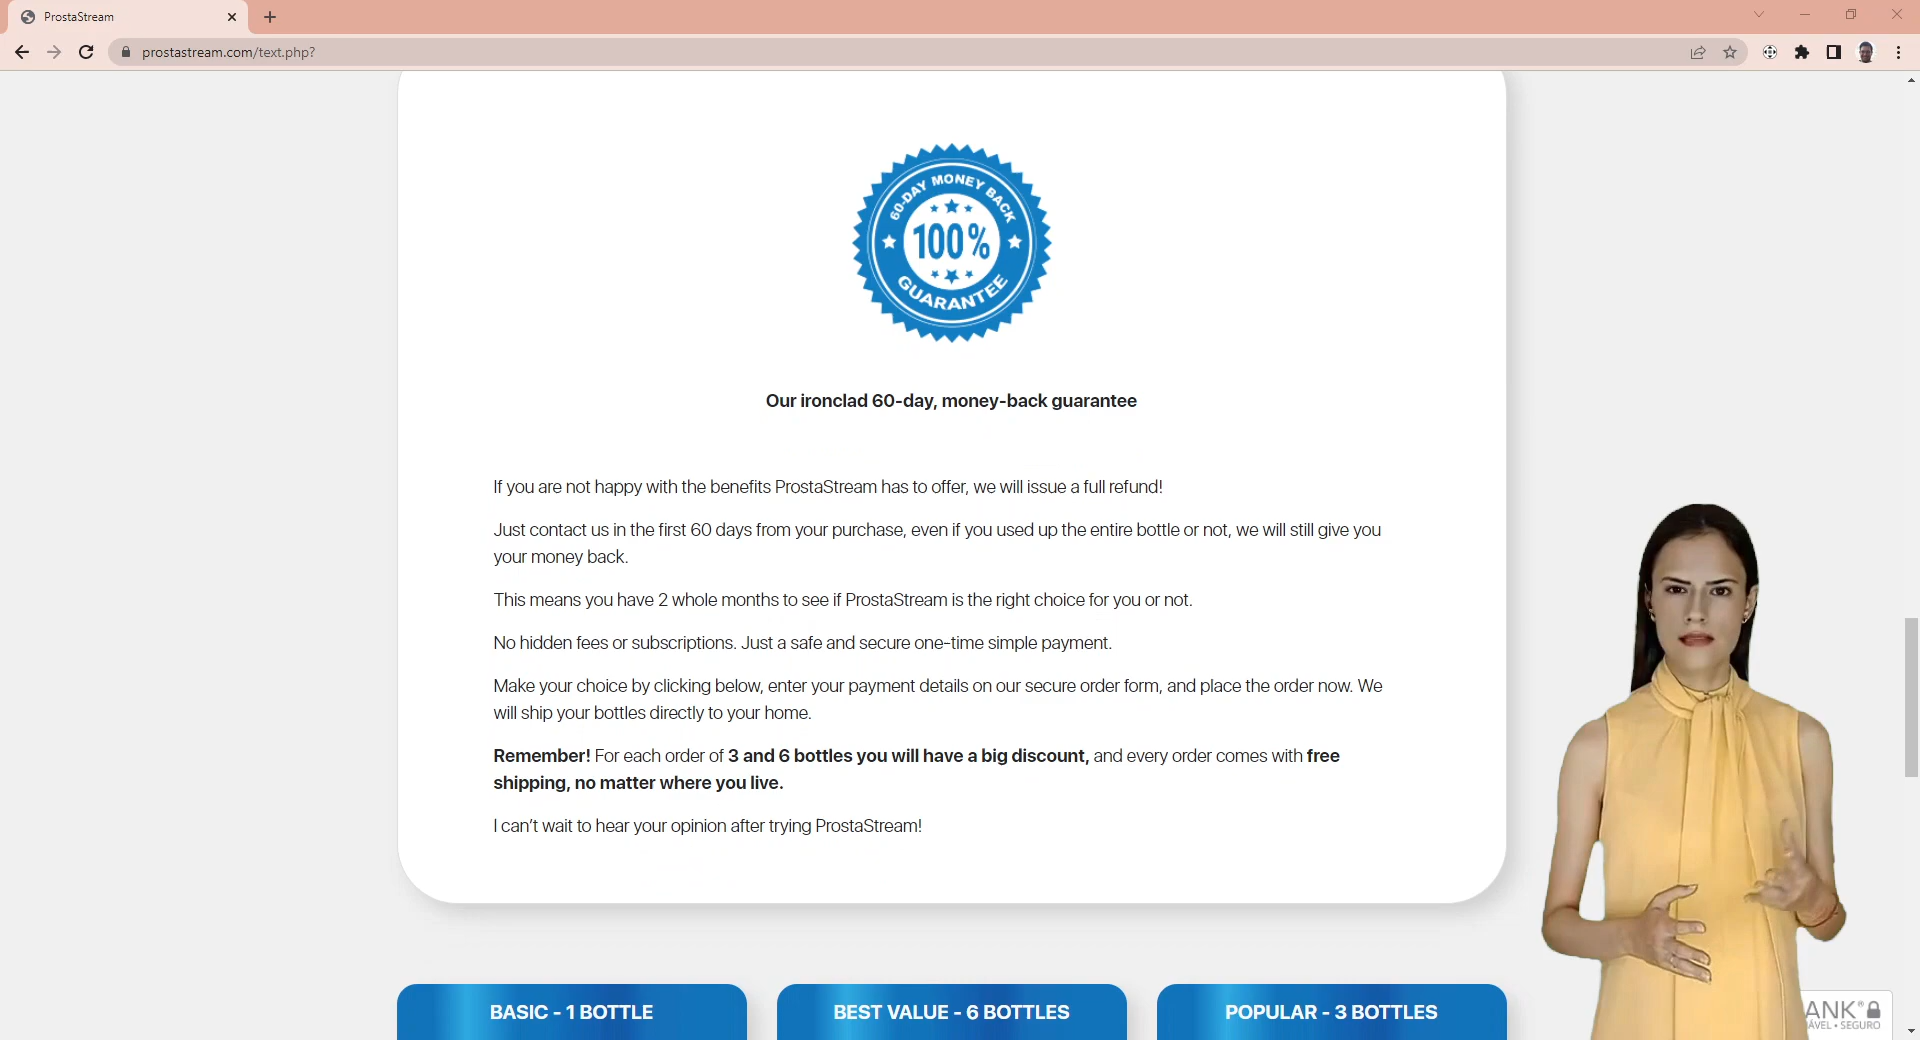 ProstaStream
prostastream.com/text.php?
60-DAY MONEY BACK
100%
GUARANTEE
Our ironclad 60-day, money-back guarantee
If you are not happy with the benefits ProstaStream has to offer, we will issue a full refund!
Just contact us in the first 60 days from your purchase, even if you used up the entire bottle or not, we will still give you
your money back.
This means you have 2 whole months to see if ProstaStream is the right choice for you or not.
No hidden fees or subscriptions. Just a safe and secure one-time simple payment.
Make your choice by clicking below, enter your payment details on our secure order form, and place the order now. We
will ship your bottles directly to your home.
Remember! For each order of 3 and 6 bottles you will have a big discount, and every order comes with free
shipping, no matter where you live.
I can't wait to hear your opinion after trying ProstaStream!
BASIC - 1 BOTTLE
BEST VALUE - 6 BOTTLES
POPULAR - 3 BOTTLES
ANK®
ÁVEL • SEGURO